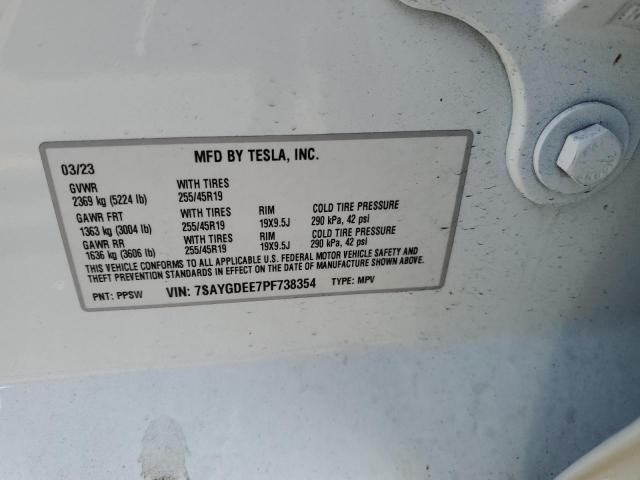 03/23 MFD BY TESLA, INC.
GVWR WITH TIRES
2369 kg (5224 lb) 255/45R19
GAWR FRT WITH TIRES RIM COLD TIRE PRESSURE
1363 kg (3004 lb) 255/45R19 19X9.5J 290 kPa, 42 psi
GAWR RR WITH TIRES RIM COLD TIRE PRESSURE
1636 kg (3606 lb) 255/45R19 19X9.5J 290 kPa, 42 psi
THIS VEHICLE CONFORMS TO ALL APPLICABLE U.S. FEDERAL MOTOR VEHICLE SAFETY AND
THEFT PREVENTION STANDARDS IN EFFECT ON THE DATE OF MANUFACTURE SHOWN ABOVE.
PNT: PPSW VIN: 7SAYGDEE7PF738354 TYPE: MPV